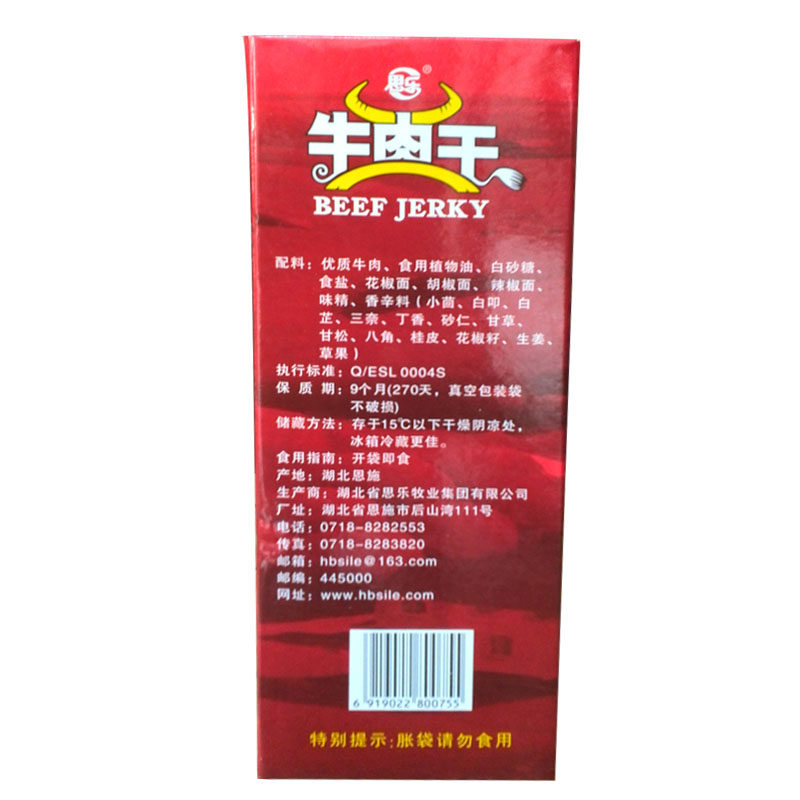 思乐®
牛肉干
BEEF JERKY
配料：优质牛肉、食用植物油、白砂糖、
食盐、花椒面、胡椒面、辣椒面、
味精、香辛料（小茴、白叩、白
芷、三奈、丁香、砂仁、甘草、
甘松、八角、桂皮、花椒籽、生姜、
草果）
执行标准：Q/ESL 0004S
保 质 期：9个月(270天，真空包装袋
不破损)
储藏方法：存于15℃以下干燥阴凉处，
冰箱冷藏更佳。
食用指南：开袋即食
产地：湖北恩施
生产商：湖北省思乐牧业集团有限公司
厂址：湖北省恩施市后山湾111号
电话：0718-8282553
传真：0718-8283820
邮箱：hbsile@163.com
邮编：445000
网址：www.hbsile.com
6 919022 800755
特别提示：胀袋请勿食用